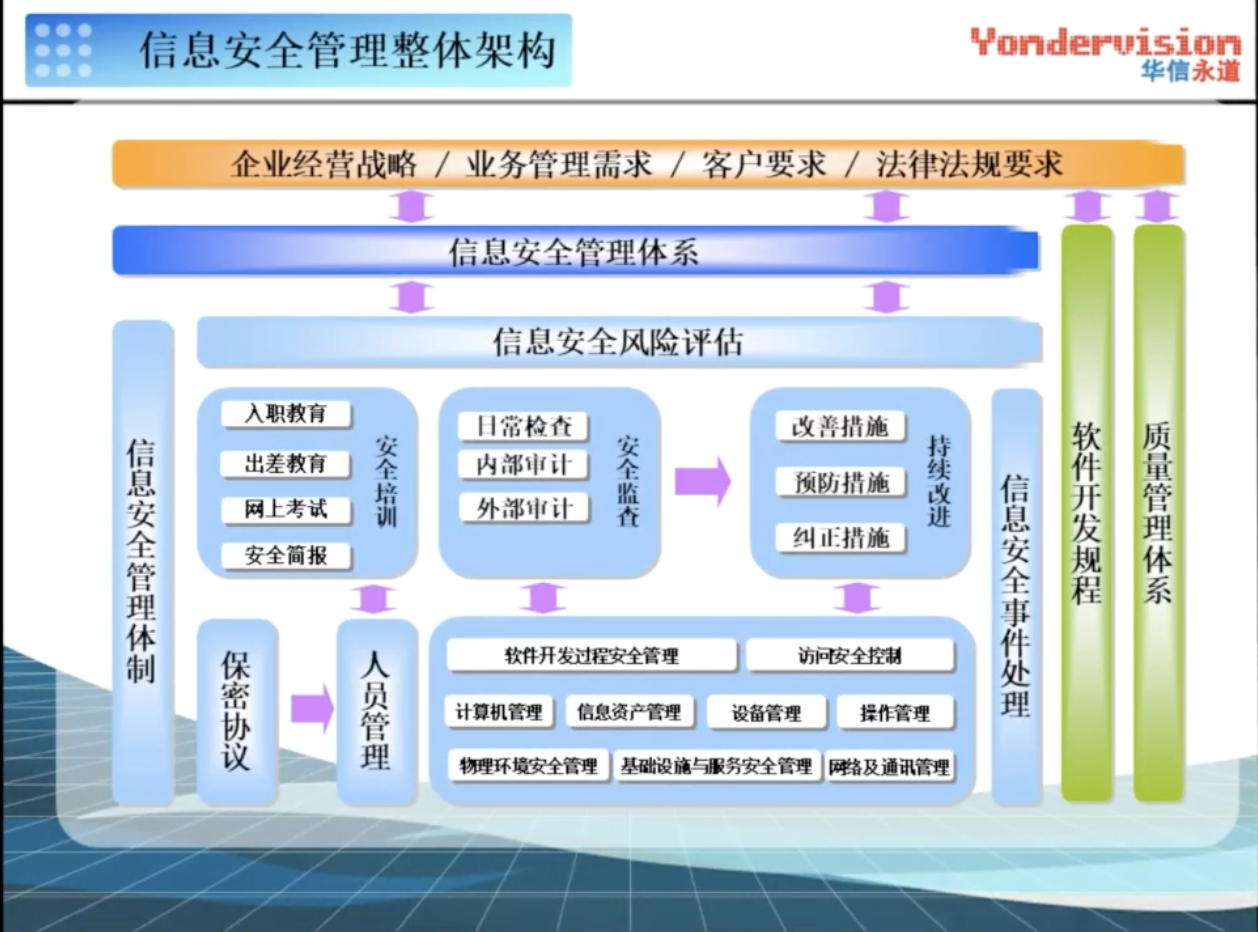 信息安全管理整体架构
Yondervision
华信永道
企业经营战略 / 业务管理需求 / 客户要求 / 法律法规要求
信息安全管理体系
信息安全风险评估
信息安全管理体制
入职教育
出差教育
网上考试
安全简报
安全培训
日常检查
内部审计
外部审计
安全监查
改善措施
预防措施
纠正措施
持续改进
保密协议
人员管理
软件开发过程安全管理
访问安全控制
计算机管理
信息资产管理
设备管理
操作管理
物理环境安全管理
基础设施与服务安全管理
网络及通讯管理
信息安全事件处理
软件开发规程
质量管理体系